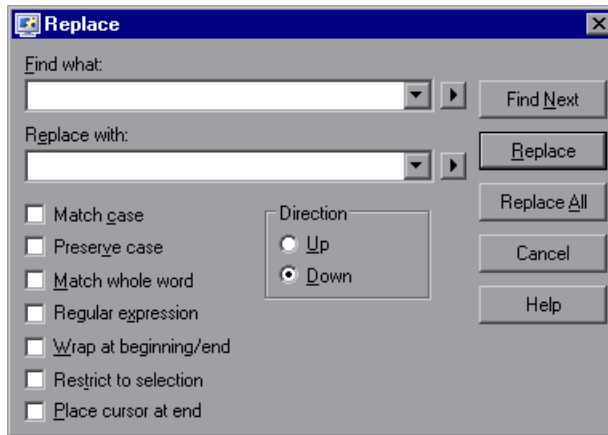 Replace
Find what:
Find Next
Replace with:
Replace
Replace All
Match case
Direction
Preserve case
Up
Cancel
Match whole word
Down
Regular expression
Help
Wrap at beginning/end
Restrict to selection
Place cursor at end